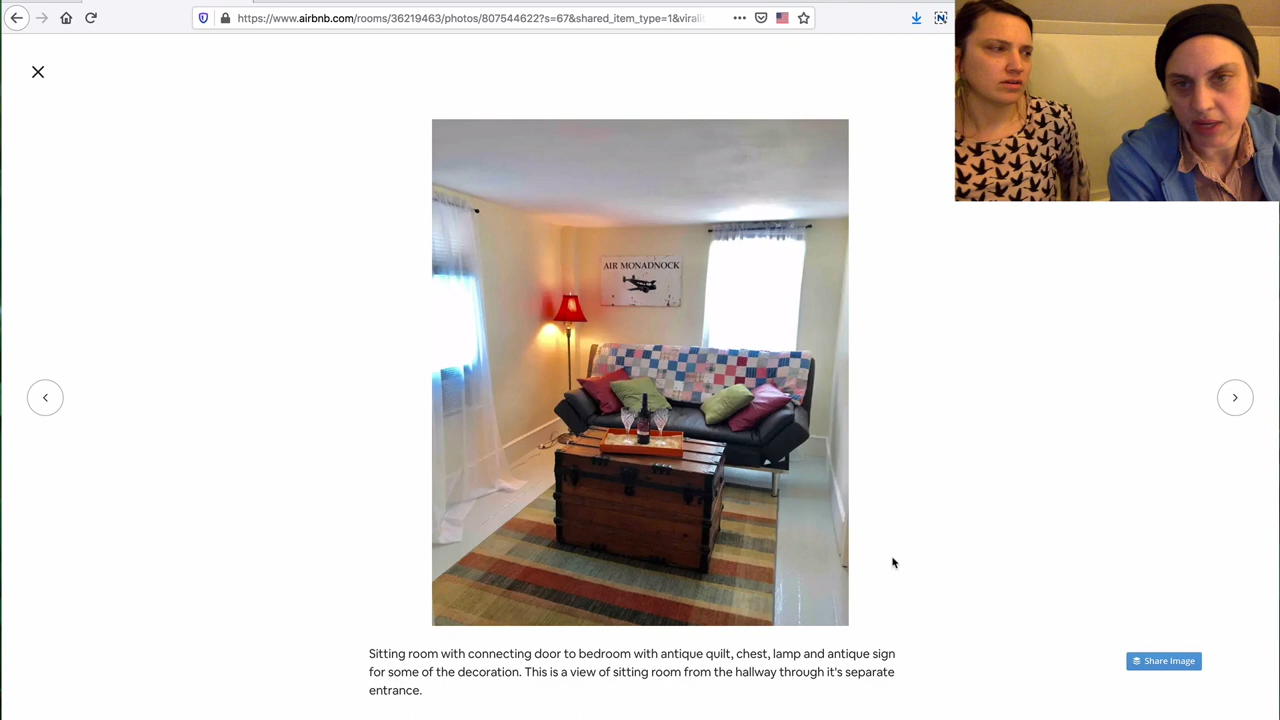 https://www.airbnb.com/rooms/36219463/photos/807544622?s=67&shared_item_type=1&virali
N
AIR MONADNOCK
Sitting room with connecting door to bedroom with antique quilt, chest, lamp and antique sign
for some of the decoration. This is a view of sitting room from the hallway through it's separate
entrance.
Share Image